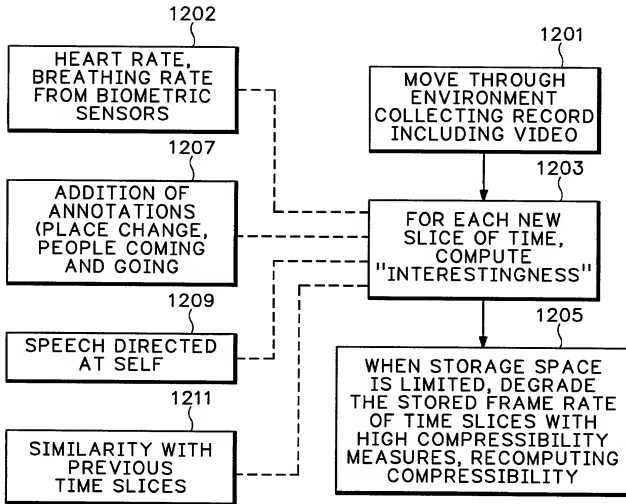 1202
HEART RATE,
BREATHING RATE
FROM BIOMETRIC
SENSORS
1207
ADDITION OF
ANNOTATIONS
(PLACE CHANGE,
PEOPLE COMING
AND GOING
1209
SPEECH DIRECTED
AT SELF
1211
SIMILARITY WITH
PREVIOUS
TIME SLICES
1201
MOVE THROUGH
ENVIRONMENT
COLLECTING RECORD
INCLUDING VIDEO
1203
FOR EACH NEW
SLICE OF TIME,
COMPUTE
"INTERESTINGNESS"
1205
WHEN STORAGE SPACE
IS LIMITED, DEGRADE
THE STORED FRAME RATE
OF TIME SLICES WITH
HIGH COMPRESSIBILITY
MEASURES, RECOMPUTING
COMPRESSIBILITY